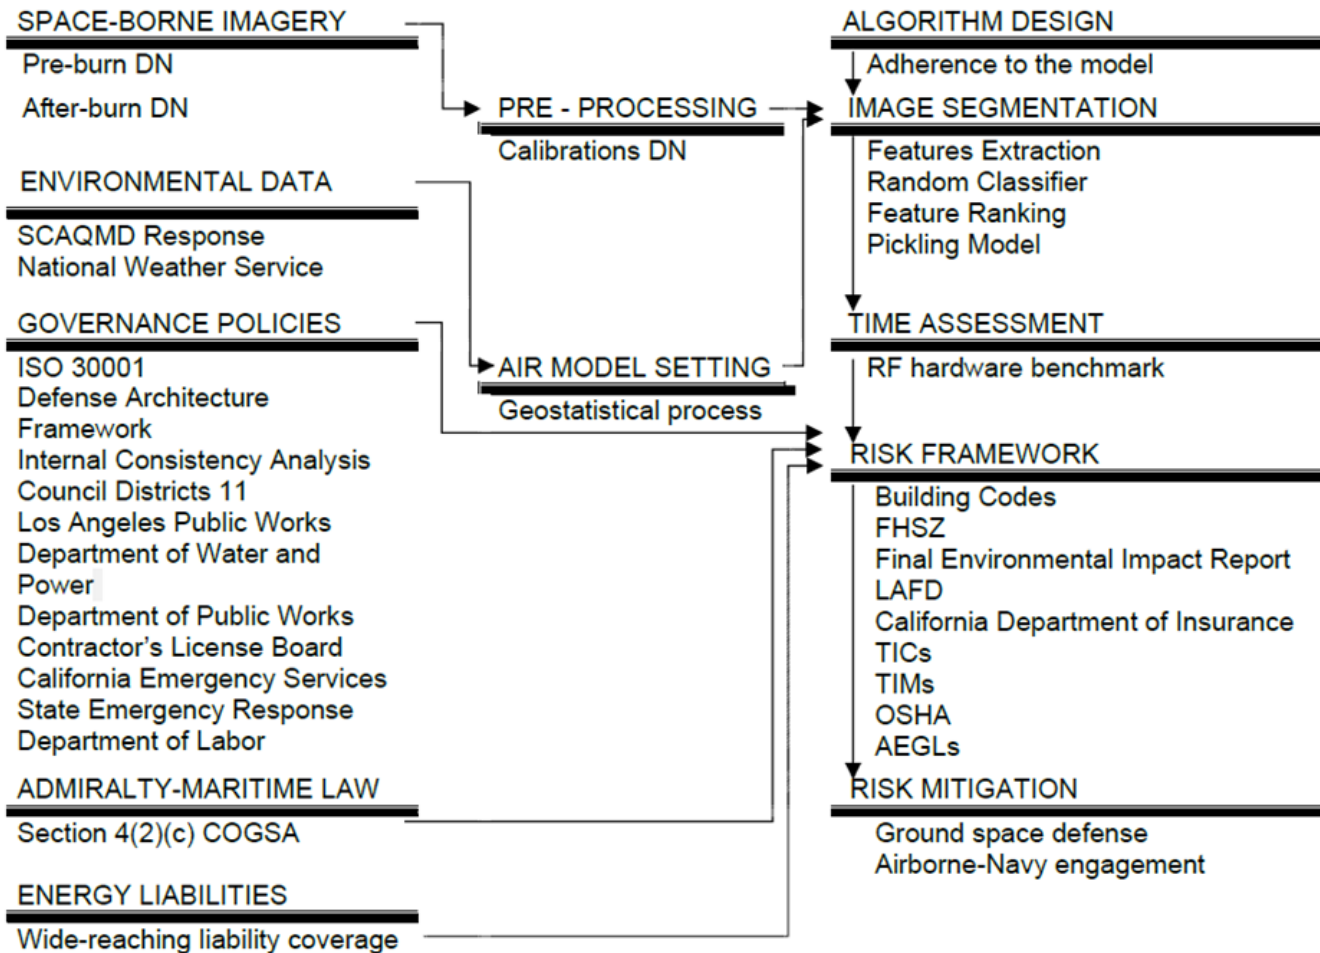 SPACE-BORNE IMAGERY
Pre-burn DN
After-burn DN
ENVIRONMENTAL DATA
SCAQMD Response
National Weather Service
GOVERNANCE POLICIES
ISO 30001
Defense Architecture
Framework
Internal Consistency Analysis
Council Districts 11
Los Angeles Public Works
Department of Water and
Power
Department of Public Works
Contractor's License Board
California Emergency Services
State Emergency Response
Department of Labor
ADMIRALTY-MARITIME LAW
Section 4(2)(c) COGSA
ENERGY LIABILITIES
Wide-reaching liability coverage
PRE - PROCESSING
Calibrations DN
AIR MODEL SETTING
Geostatistical process
ALGORITHM DESIGN
Adherence to the model
IMAGE SEGMENTATION
Features Extraction
Random Classifier
Feature Ranking
Pickling Model
TIME ASSESSMENT
RF hardware benchmark
RISK FRAMEWORK
Building Codes
FHSZ
Final Environmental Impact Report
LAFD
California Department of Insurance
TICs
TIMs
OSHA
AEGLs
RISK MITIGATION
Ground space defense
Airborne-Navy engagement